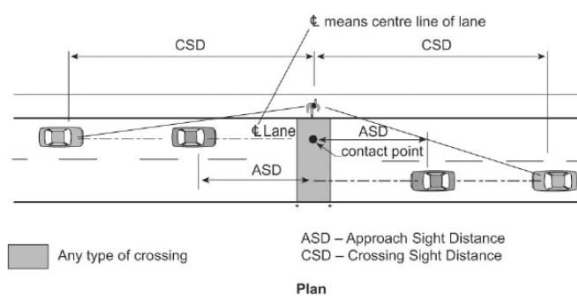 ℄ means centre line of lane
CSD
CSD
℄ Lane
ASD
contact point
ASD
Any type of crossing
ASD – Approach Sight Distance
CSD – Crossing Sight Distance
Plan